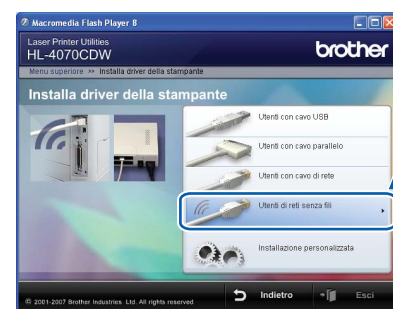 Macromedia Flash Player 8
Laser Printer Utilities
HL-4070CDW
brother
Menu superiore >> Installa driver della stampante
Installa driver della stampante
Utenti con cavo USB
Utenti con cavo parallelo
Utenti con cavo di rete
Utenti di reti senza fili
Installazione personalizzata
© 2001-2007 Brother Industries Ltd. All rights reserved
Indietro
Esci